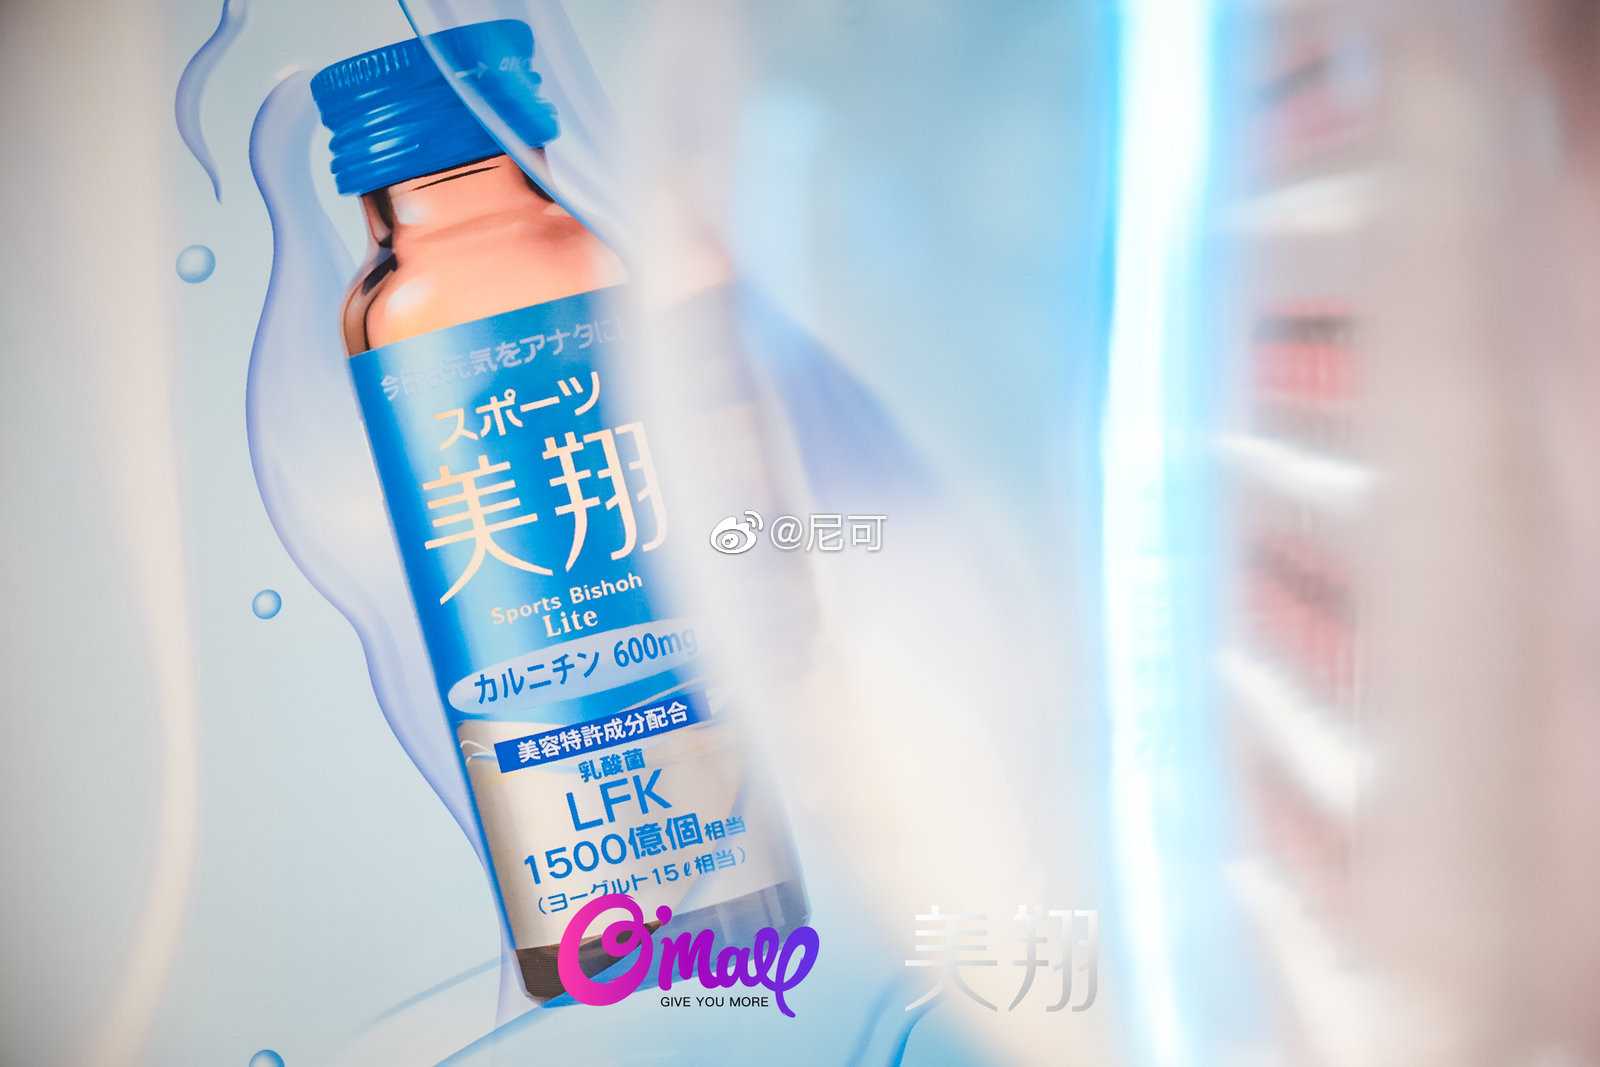 今日も元気をアナタに
スポーツ
美翔
Sports Bishoh
Lite
カルニチン 600mg
美容特許成分配合
乳酸菌
LFK
1500億個相当
（ヨーグルト15ℓ相当）
@尼可
O'mall
GIVE YOU MORE
美翔